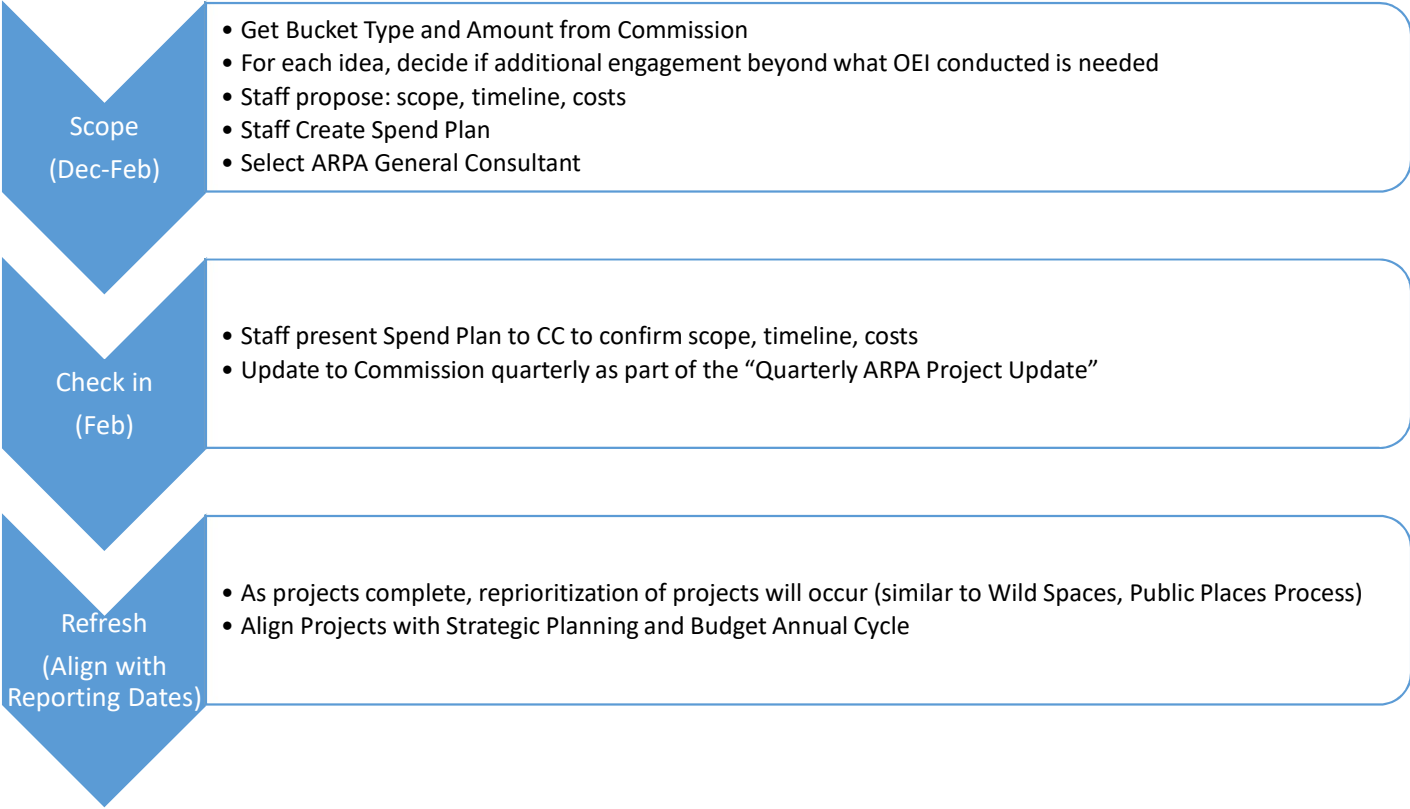 Scope
(Dec-Feb)
• Get Bucket Type and Amount from Commission
• For each idea, decide if additional engagement beyond what OEI conducted is needed
• Staff propose: scope, timeline, costs
• Staff Create Spend Plan
• Select ARPA General Consultant
Check in
(Feb)
• Staff present Spend Plan to CC to confirm scope, timeline, costs
• Update to Commission quarterly as part of the “Quarterly ARPA Project Update”
Refresh
(Align with
Reporting Dates)
• As projects complete, reprioritization of projects will occur (similar to Wild Spaces, Public Places Process)
• Align Projects with Strategic Planning and Budget Annual Cycle